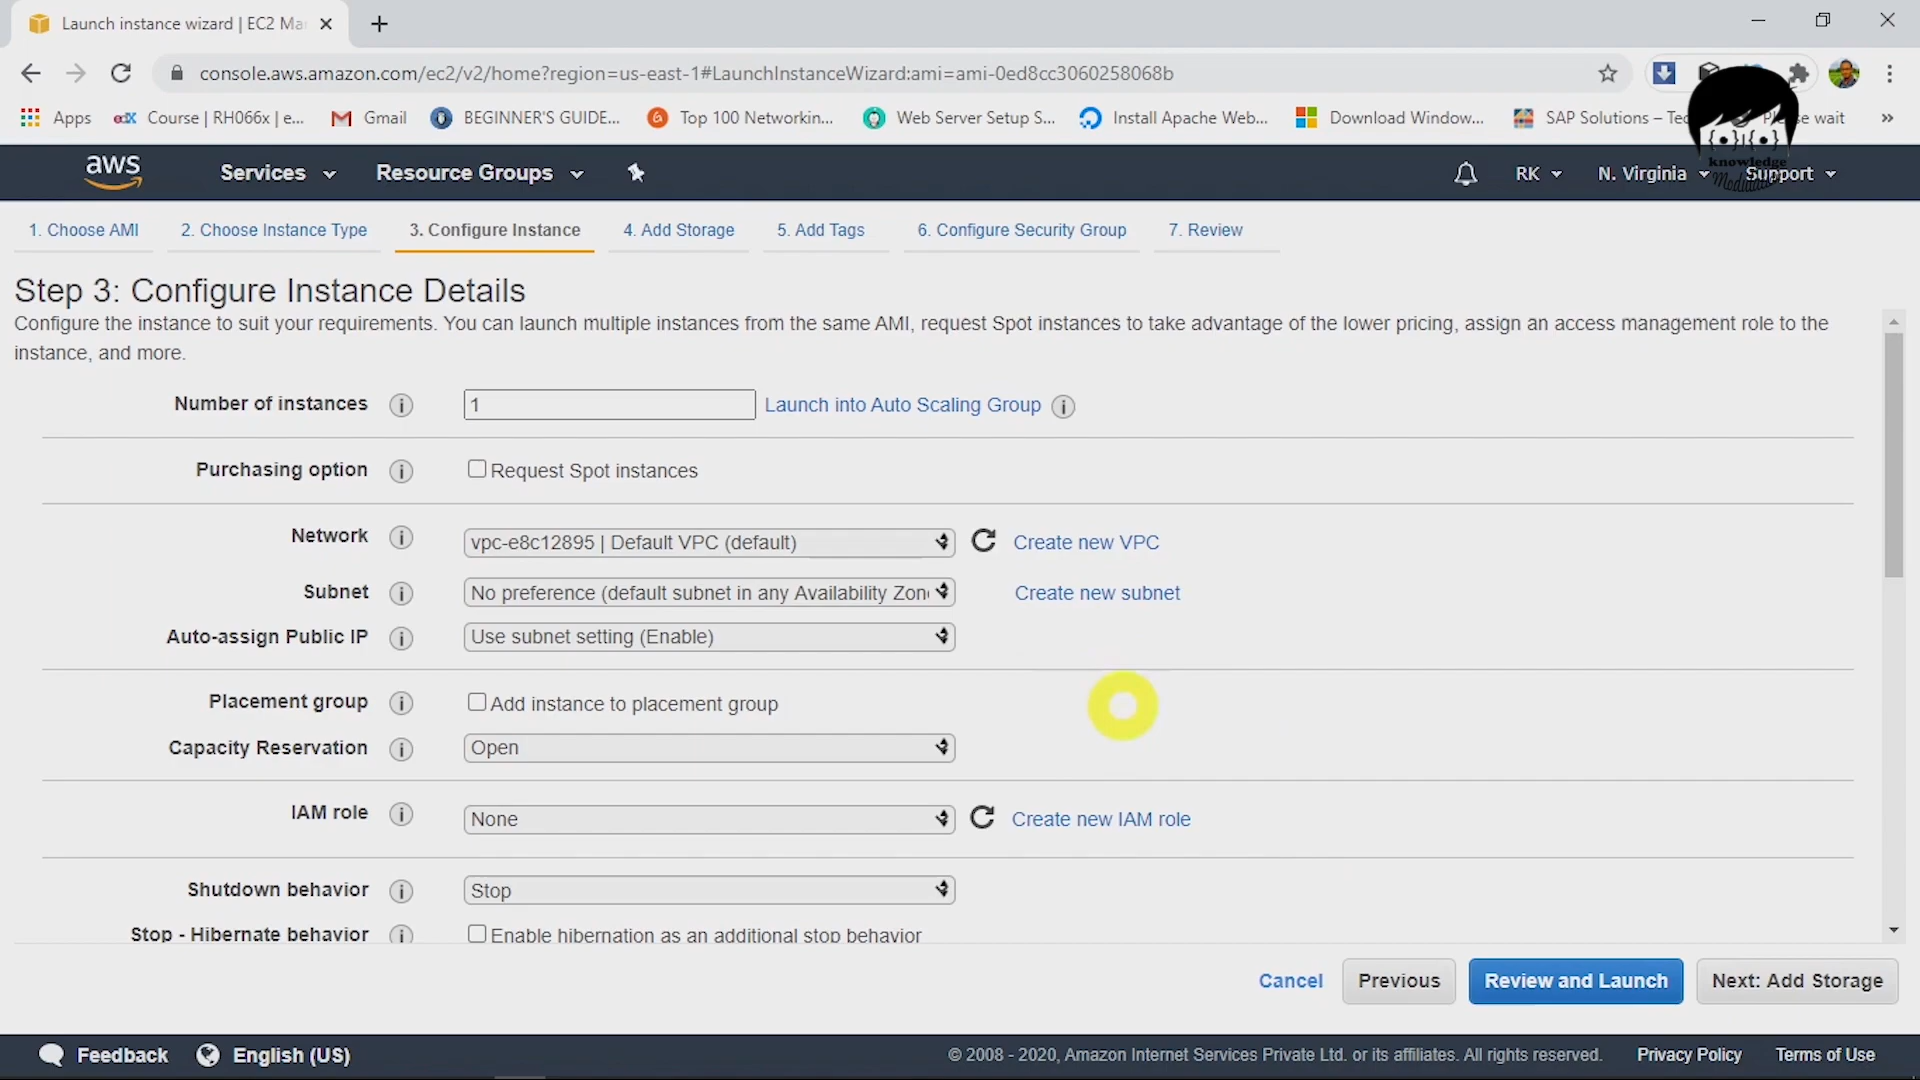 Launch instance wizard | EC2 Ma
console.aws.amazon.com/ec2/v2/home?region=us-east-1#LaunchInstanceWizard:ami=ami-0ed8cc3060258068b
Apps edX Course | RH066x | e... Gmail BEGINNER'S GUIDE... Top 100 Networkin... Web Server Setup S... Install Apache Web... Download Window... SAP Solutions – Te wait »
aws Services Resource Groups RK N. Virginia Support
knowledge
1. Choose AMI 2. Choose Instance Type 3. Configure Instance 4. Add Storage 5. Add Tags 6. Configure Security Group 7. Review
Step 3: Configure Instance Details
Configure the instance to suit your requirements. You can launch multiple instances from the same AMI, request Spot instances to take advantage of the lower pricing, assign an access management role to the
instance, and more.
Number of instances i 1 Launch into Auto Scaling Group i
Purchasing option i Request Spot instances
Network i vpc-e8c12895 | Default VPC (default) Create new VPC
Subnet i No preference (default subnet in any Availability Zon Create new subnet
Auto-assign Public IP i Use subnet setting (Enable)
Placement group i Add instance to placement group
Capacity Reservation i Open
IAM role i None Create new IAM role
Shutdown behavior i Stop
Stop - Hibernate behavior i Enable hibernation as an additional stop behavior
Cancel Previous Review and Launch Next: Add Storage
Feedback English (US) © 2008 - 2020, Amazon Internet Services Private Ltd. or its affiliates. All rights reserved. Privacy Policy Terms of Use